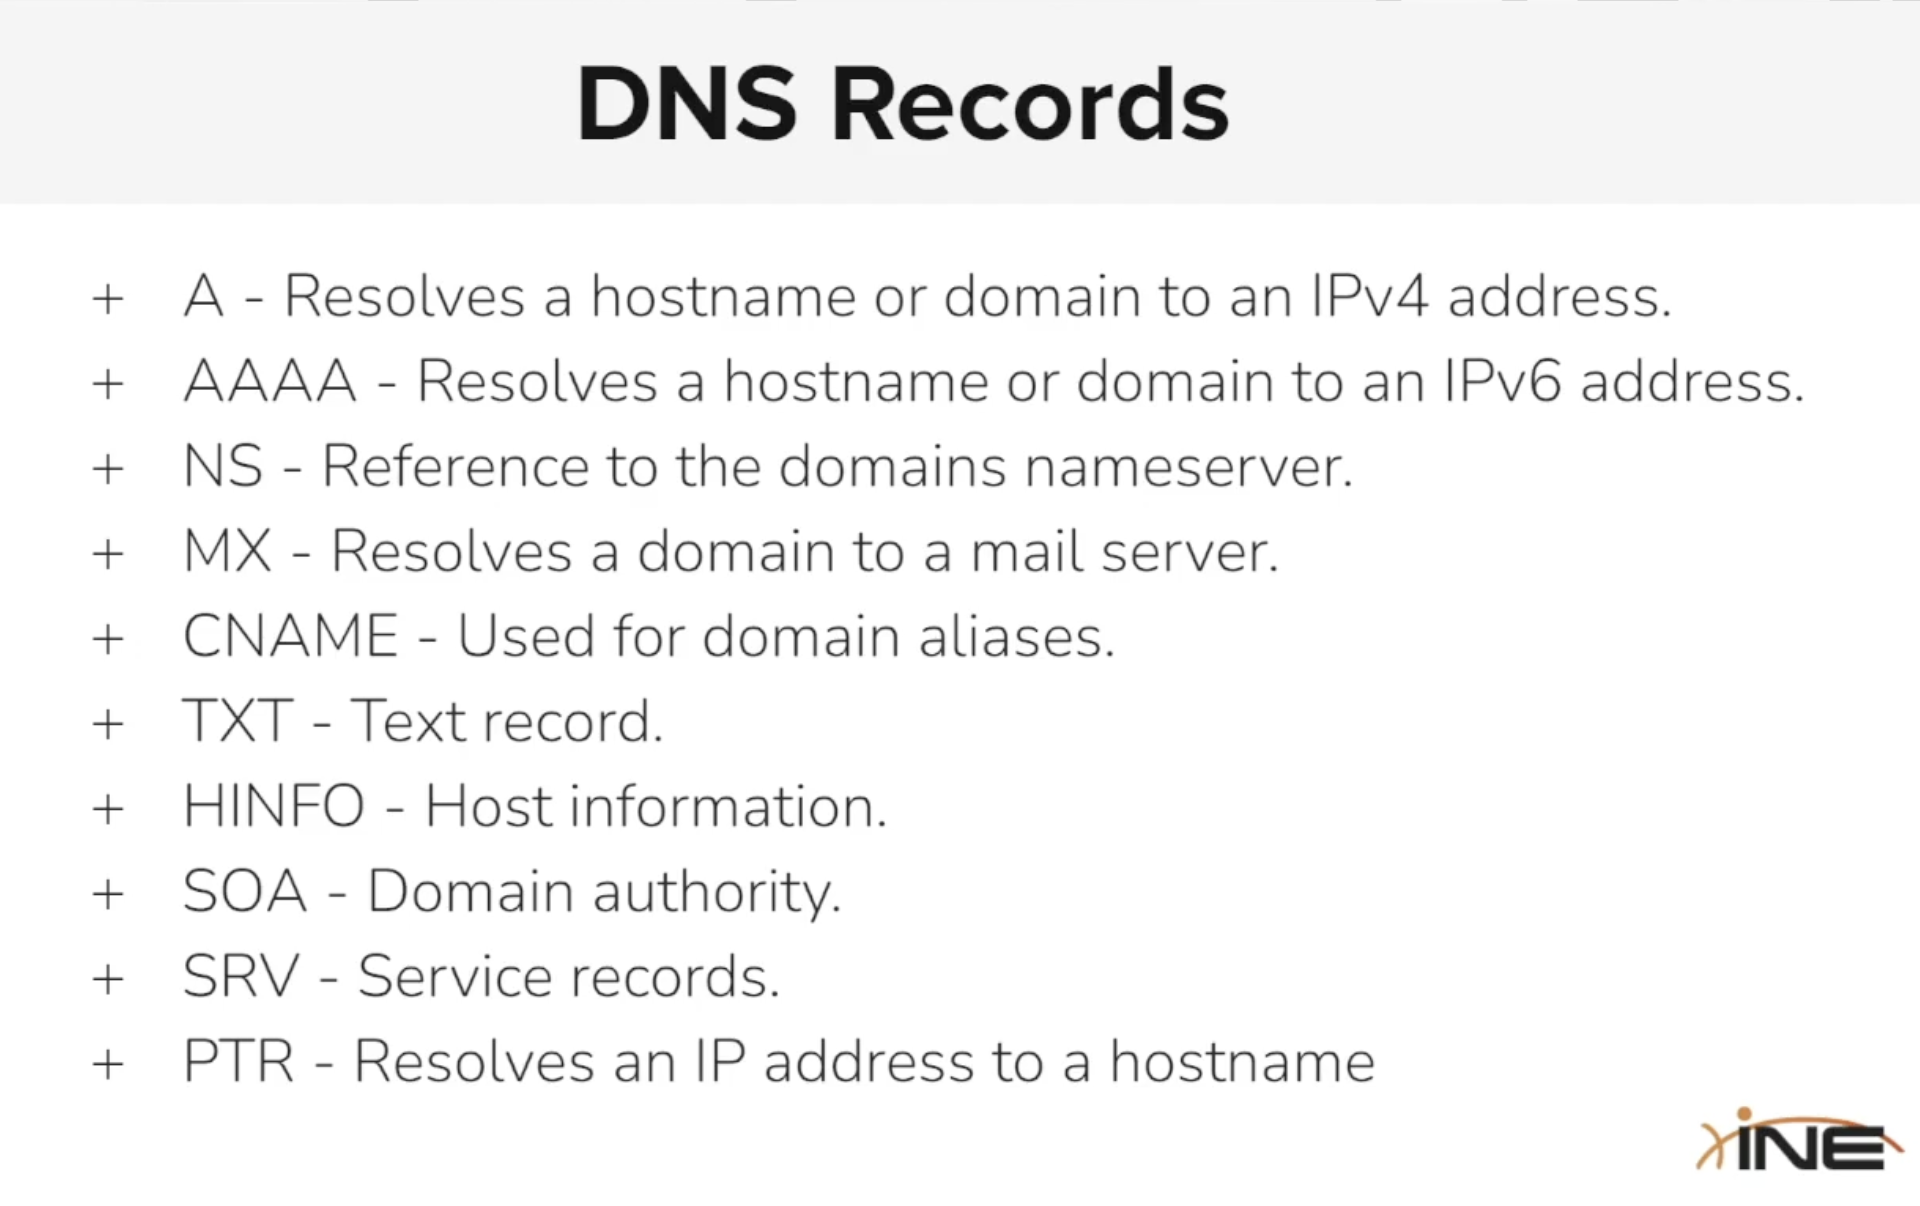 DNS Records
+ A - Resolves a hostname or domain to an IPv4 address.
+ AAAA - Resolves a hostname or domain to an IPv6 address.
+ NS - Reference to the domains nameserver.
+ MX - Resolves a domain to a mail server.
+ CNAME - Used for domain aliases.
+ TXT - Text record.
+ HINFO - Host information.
+ SOA - Domain authority.
+ SRV - Service records.
+ PTR - Resolves an IP address to a hostname
INE